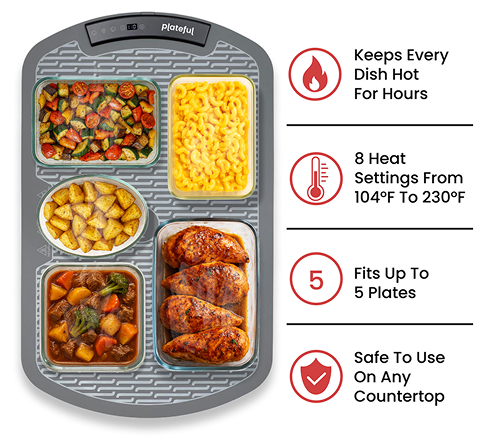 plateful
Keeps Every
Dish Hot
For Hours
8 Heat
Settings From
104°F To 230°F
5
Fits Up To
5 Plates
Safe To Use
On Any
Countertop